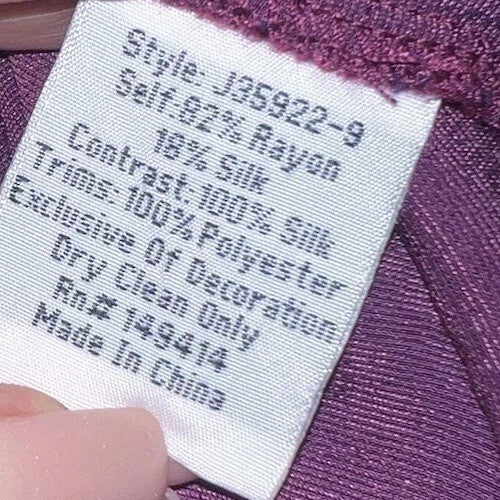 Style- J35922-9
Self:82% Rayon
18% Silk
Contrast:100% Silk
Trims:100% Polyester
Exclusive Of Decoration
Dry Clean Only
Rn# 149414
Made In China